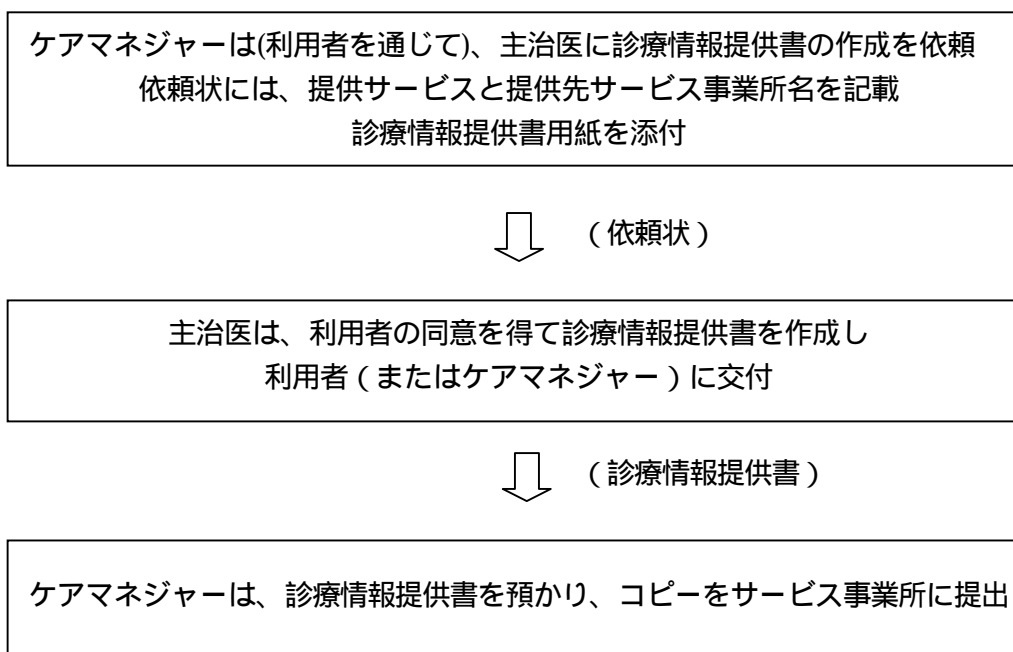 ケアマネジャーは(利用者を通じて)、主治医に診療情報提供書の作成を依頼
依頼状には、提供サービスと提供先サービス事業所名を記載
診療情報提供書用紙を添付
（依頼状）
主治医は、利用者の同意を得て診療情報提供書を作成し
利用者（またはケアマネジャー）に交付
（診療情報提供書）
ケアマネジャーは、診療情報提供書を預かり、コピーをサービス事業所に提出